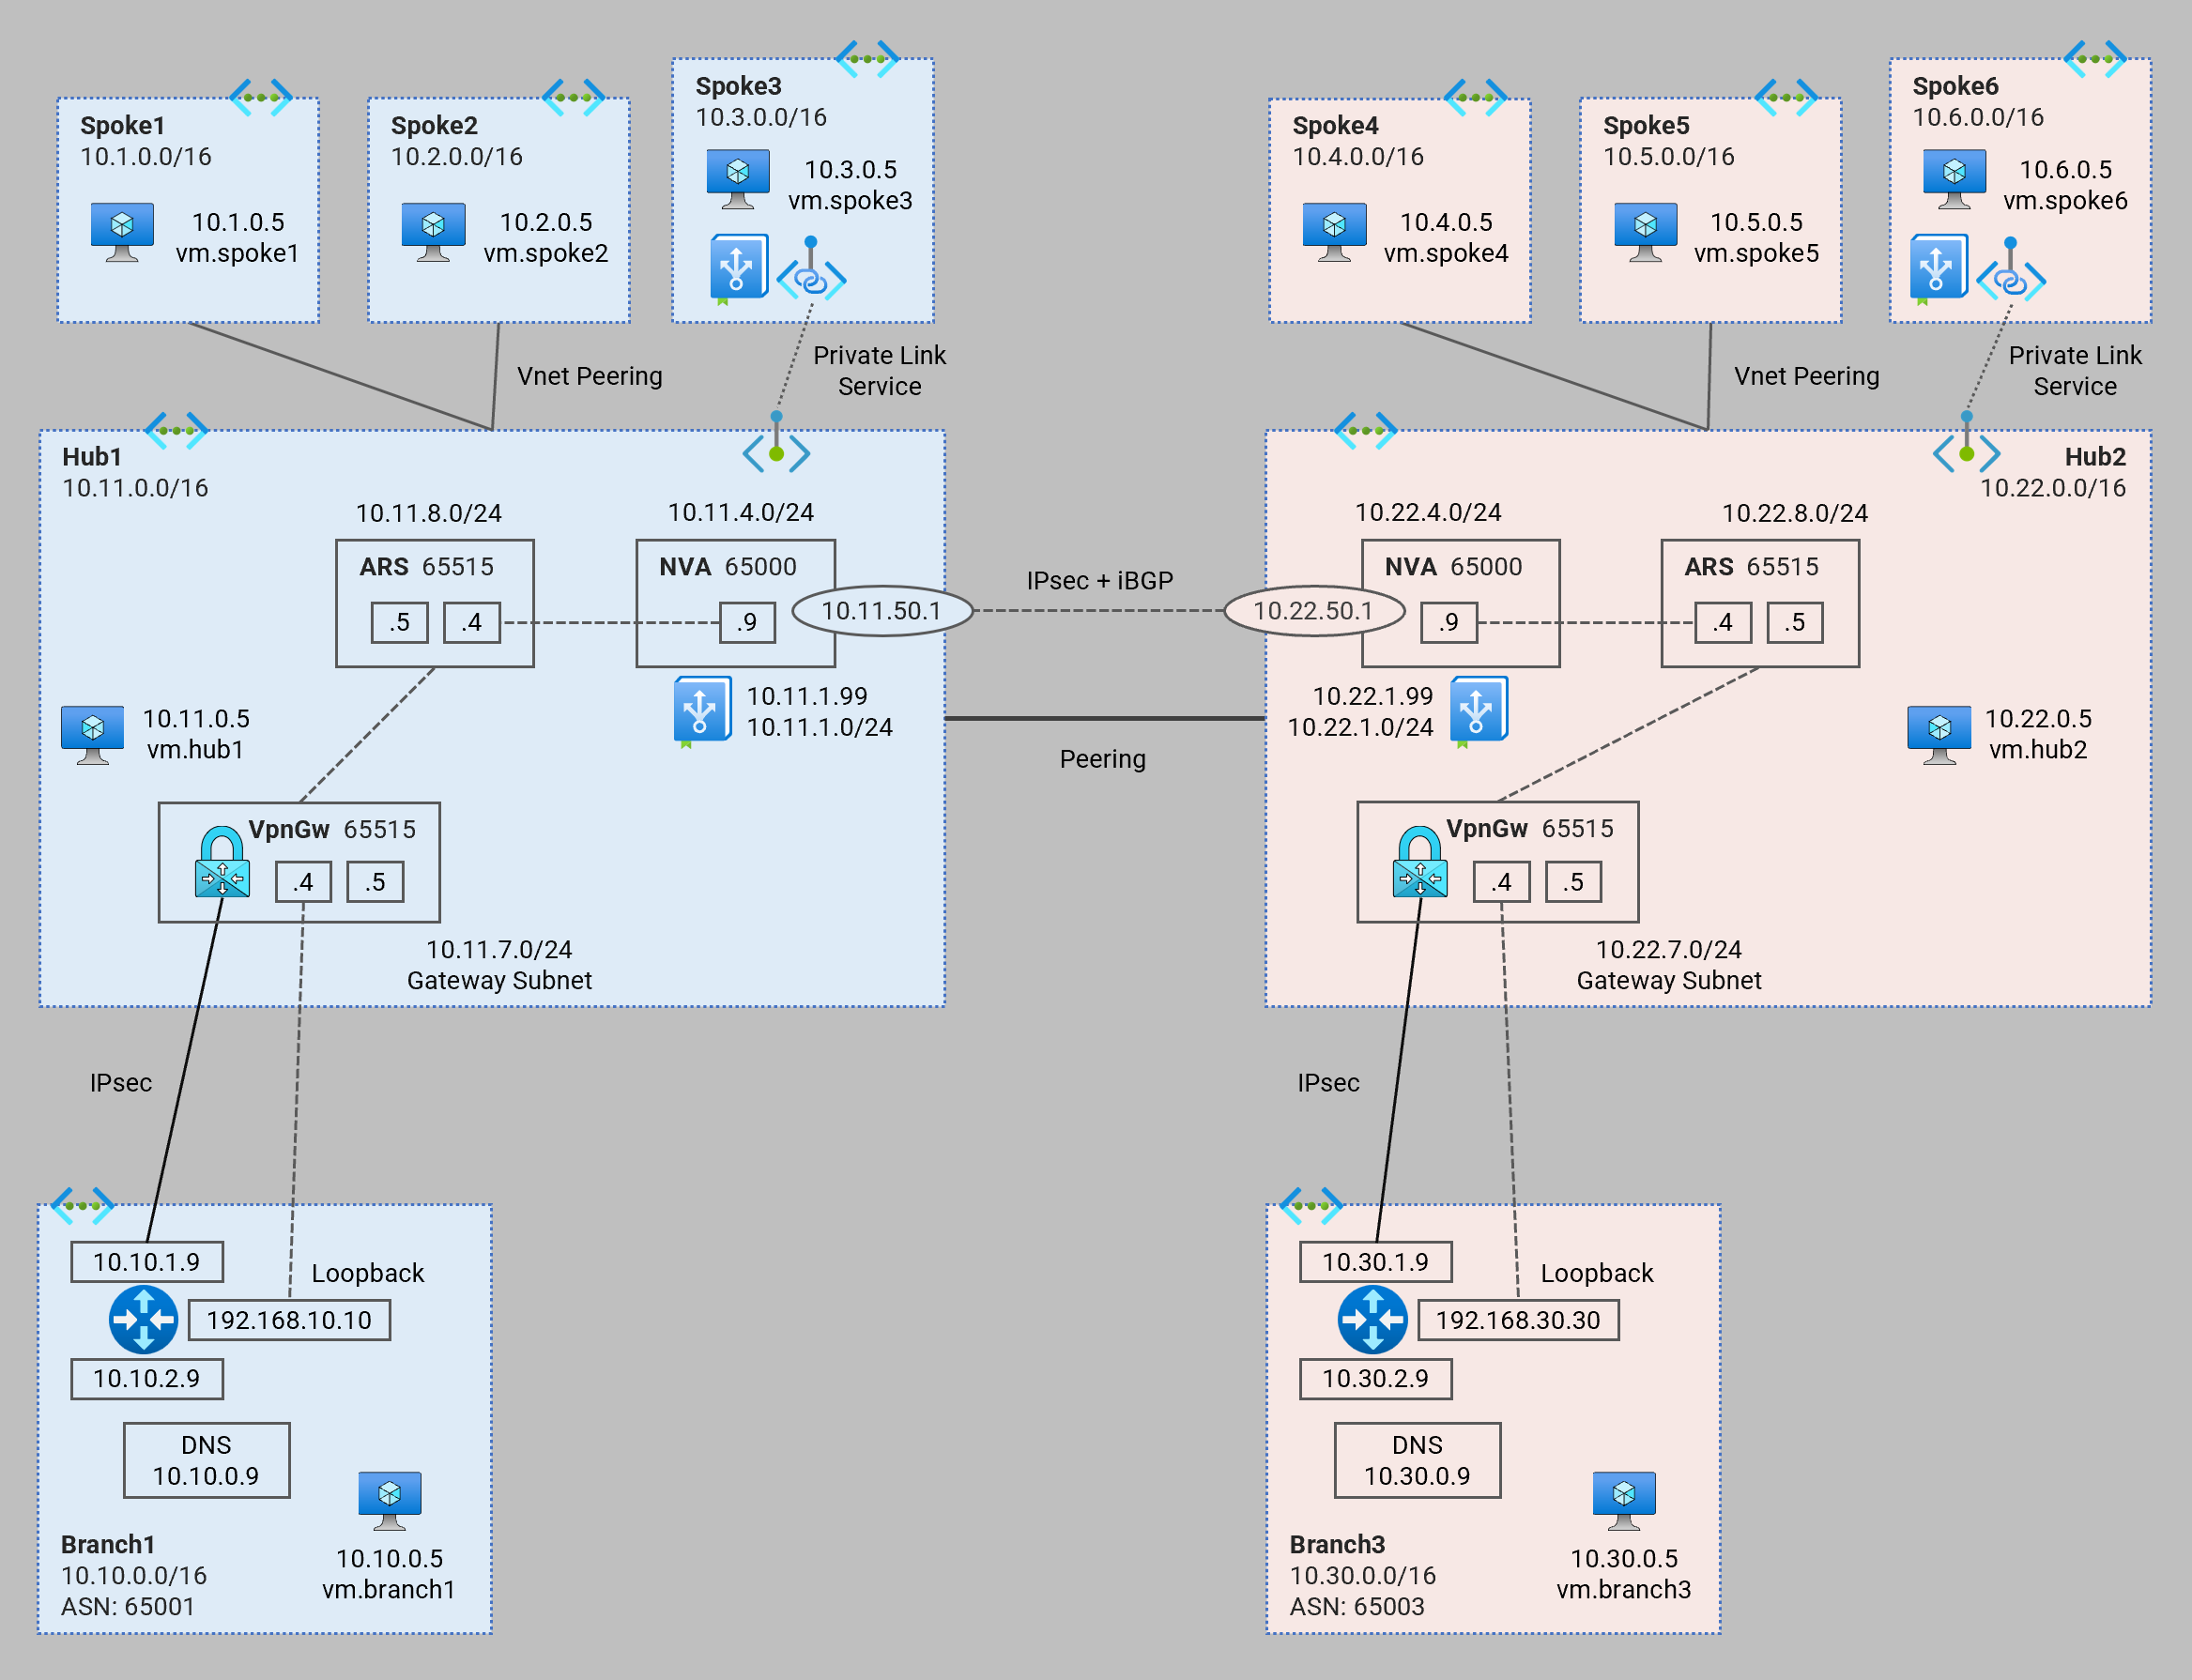 Spoke1
10.1.0.0/16
10.1.0.5
vm.spoke1
Spoke2
10.2.0.0/16
10.2.0.5
vm.spoke2
Spoke3
10.3.0.0/16
10.3.0.5
vm.spoke3
Spoke4
10.4.0.0/16
10.4.0.5
vm.spoke4
Spoke5
10.5.0.0/16
10.5.0.5
vm.spoke5
Spoke6
10.6.0.0/16
10.6.0.5
vm.spoke6
Vnet Peering
Private Link
Service
Vnet Peering
Private Link
Service
Hub1
10.11.0.0/16
10.11.8.0/24
ARS 65515
.5
.4
10.11.4.0/24
NVA 65000
.9
10.11.50.1
10.11.1.99
10.11.1.0/24
10.11.0.5
vm.hub1
VpnGw 65515
.4
.5
10.11.7.0/24
Gateway Subnet
IPsec + iBGP
Peering
Hub2
10.22.0.0/16
10.22.4.0/24
NVA 65000
10.22.50.1
.9
10.22.8.0/24
ARS 65515
.4
.5
10.22.1.99
10.22.1.0/24
10.22.0.5
vm.hub2
VpnGw 65515
.4
.5
10.22.7.0/24
Gateway Subnet
IPsec
IPsec
10.10.1.9
Loopback
192.168.10.10
10.10.2.9
DNS
10.10.0.9
Branch1
10.10.0.0/16
ASN: 65001
10.10.0.5
vm.branch1
10.30.1.9
Loopback
192.168.30.30
10.30.2.9
DNS
10.30.0.9
Branch3
10.30.0.0/16
ASN: 65003
10.30.0.5
vm.branch3